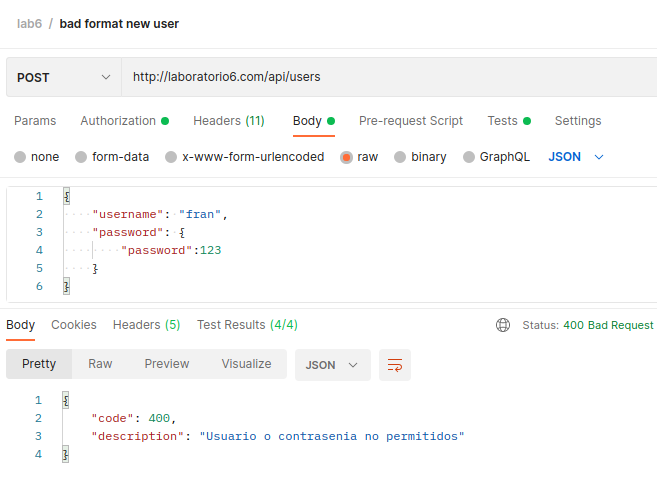 lab6 / bad format new user
POST http://laboratorio6.com/api/users
Params Authorization Headers (11) Body Pre-request Script Tests Settings
none form-data x-www-form-urlencoded raw binary GraphQL JSON
1 {
2 "username": "fran",
3 "password": {
4 "password":123
5 }
6 }
Body Cookies Headers (5) Test Results (4/4) Status: 400 Bad Request
Pretty Raw Preview Visualize JSON
1 {
2 "code": 400,
3 "description": "Usuario o contrasenia no permitidos"
4 }